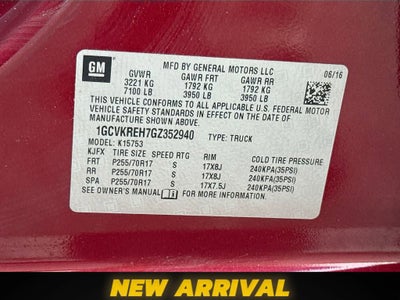 GM
MFD BY GENERAL MOTORS LLC
GVWR GAWR FRT GAWR RR 06/16
3221 KG 1792 KG 1792 KG
7100 LB 3950 LB 3950 LB
THIS VEHICLE CONFORMS TO ALL APPLICABLE U.S. FEDERAL MOTOR
VEHICLE SAFETY STANDARDS IN EFFECT ON THE DATE OF
MANUFACTURE SHOWN ABOVE.
1GCVKREH7GZ352940 TYPE: TRUCK
MODEL: K15753
KJFX TIRE SIZE SPEED RTG RIM COLD TIRE PRESSURE
FRT P255/70R17 S 17X8J 240KPA(35PSI)
RR P255/70R17 S 17X8J 240KPA(35PSI)
SPA P255/70R17 S 17X7.5J 240KPA(35PSI)
SEE OWNER'S MANUAL FOR MORE INFORMATION.
NEW ARRIVAL